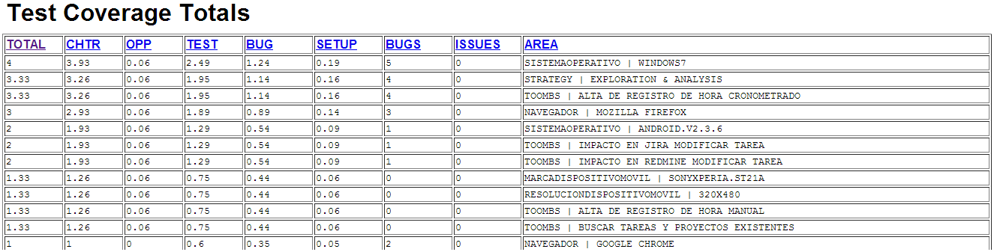 Test Coverage Totals
TOTAL CHTR OPP TEST BUG SETUP BUGS ISSUES AREA
4 3.93 0.06 2.49 1.24 0.19 5 0 SISTEMAOPERATIVO | WINDOWS7
3.33 3.26 0.06 1.95 1.14 0.16 4 0 STRATEGY | EXPLORATION & ANALYSIS
3.33 3.26 0.06 1.95 1.14 0.16 4 0 TOOMBS | ALTA DE REGISTRO DE HORA CRONOMETRADO
3 2.93 0.06 1.89 0.89 0.14 3 0 NAVEGADOR | MOZILLA FIREFOX
2 1.93 0.06 1.29 0.54 0.09 1 0 SISTEMAOPERATIVO | ANDROID.V2.3.6
2 1.93 0.06 1.29 0.54 0.09 1 0 TOOMBS | IMPACTO EN JIRA MODIFICAR TAREA
2 1.93 0.06 1.29 0.54 0.09 1 0 TOOMBS | IMPACTO EN REDMINE MODIFICAR TAREA
1.33 1.26 0.06 0.75 0.44 0.06 0 0 MARCADISPOSITIVOMOVIL | SONYXPERIA.ST21A
1.33 1.26 0.06 0.75 0.44 0.06 0 0 RESOLUCIONDISPOSITIVOMOVIL | 320X480
1.33 1.26 0.06 0.75 0.44 0.06 0 0 TOOMBS | ALTA DE REGISTRO DE HORA MANUAL
1.33 1.26 0.06 0.75 0.44 0.06 0 0 TOOMBS | BUSCAR TAREAS Y PROYECTOS EXISTENTES
1 1 0 0.6 0.35 0.05 2 0 NAVEGADOR | GOOGLE CHROME